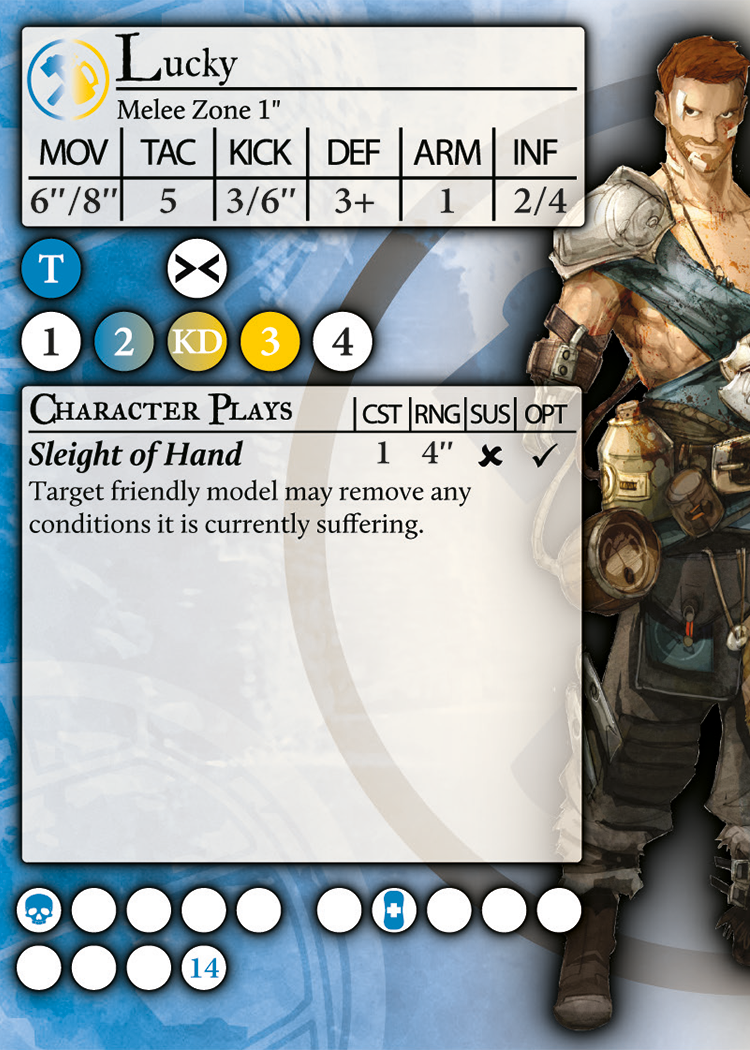 Lucky
Melee Zone 1"
MOV TAC KICK DEF ARM INF
6"/8" 5 3/6" 3+ 1 2/4
T ><
1 2 KD 3 4
Character Plays CST RNG SUS OPT
Sleight of Hand 1 4" ✘ ✓
Target friendly model may remove any
conditions it is currently suffering.
14